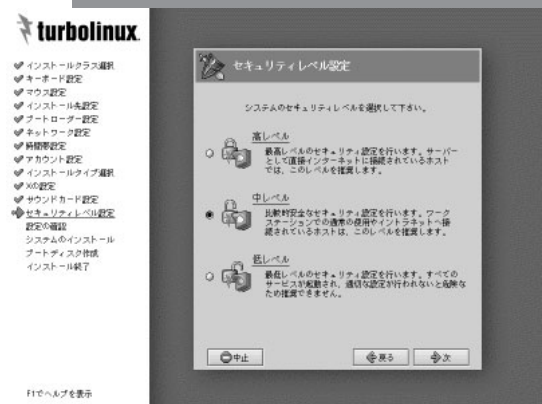 turbolinux.
インストールクラス選択
キーボード設定
マウス設定
インストール先設定
ブートローダー設定
ネットワーク設定
時間帯設定
アカウント設定
インストールタイプ選択
Xの設定
サウンドカード設定
セキュリティレベル設定
設定の確認
システムのインストール
ブートディスク作成
インストール終了
F1でヘルプを表示
セキュリティレベル設定
システムのセキュリティレベルを選択して下さい。
高レベル
最高レベルのセキュリティ設定を行います。サーバー
として直接インターネットに接続されているホスト
では、このレベルを推奨します。
中レベル
比較的安全なセキュリティ設定を行います。ワーク
ステーションでの通常の使用やイントラネットへ接
続されているホストは、このレベルを推奨します。
低レベル
最低レベルのセキュリティ設定を行います。すべての
サービスが起動され、適切な設定が行われないと危険な
ため推奨できません。
中止
戻る
次